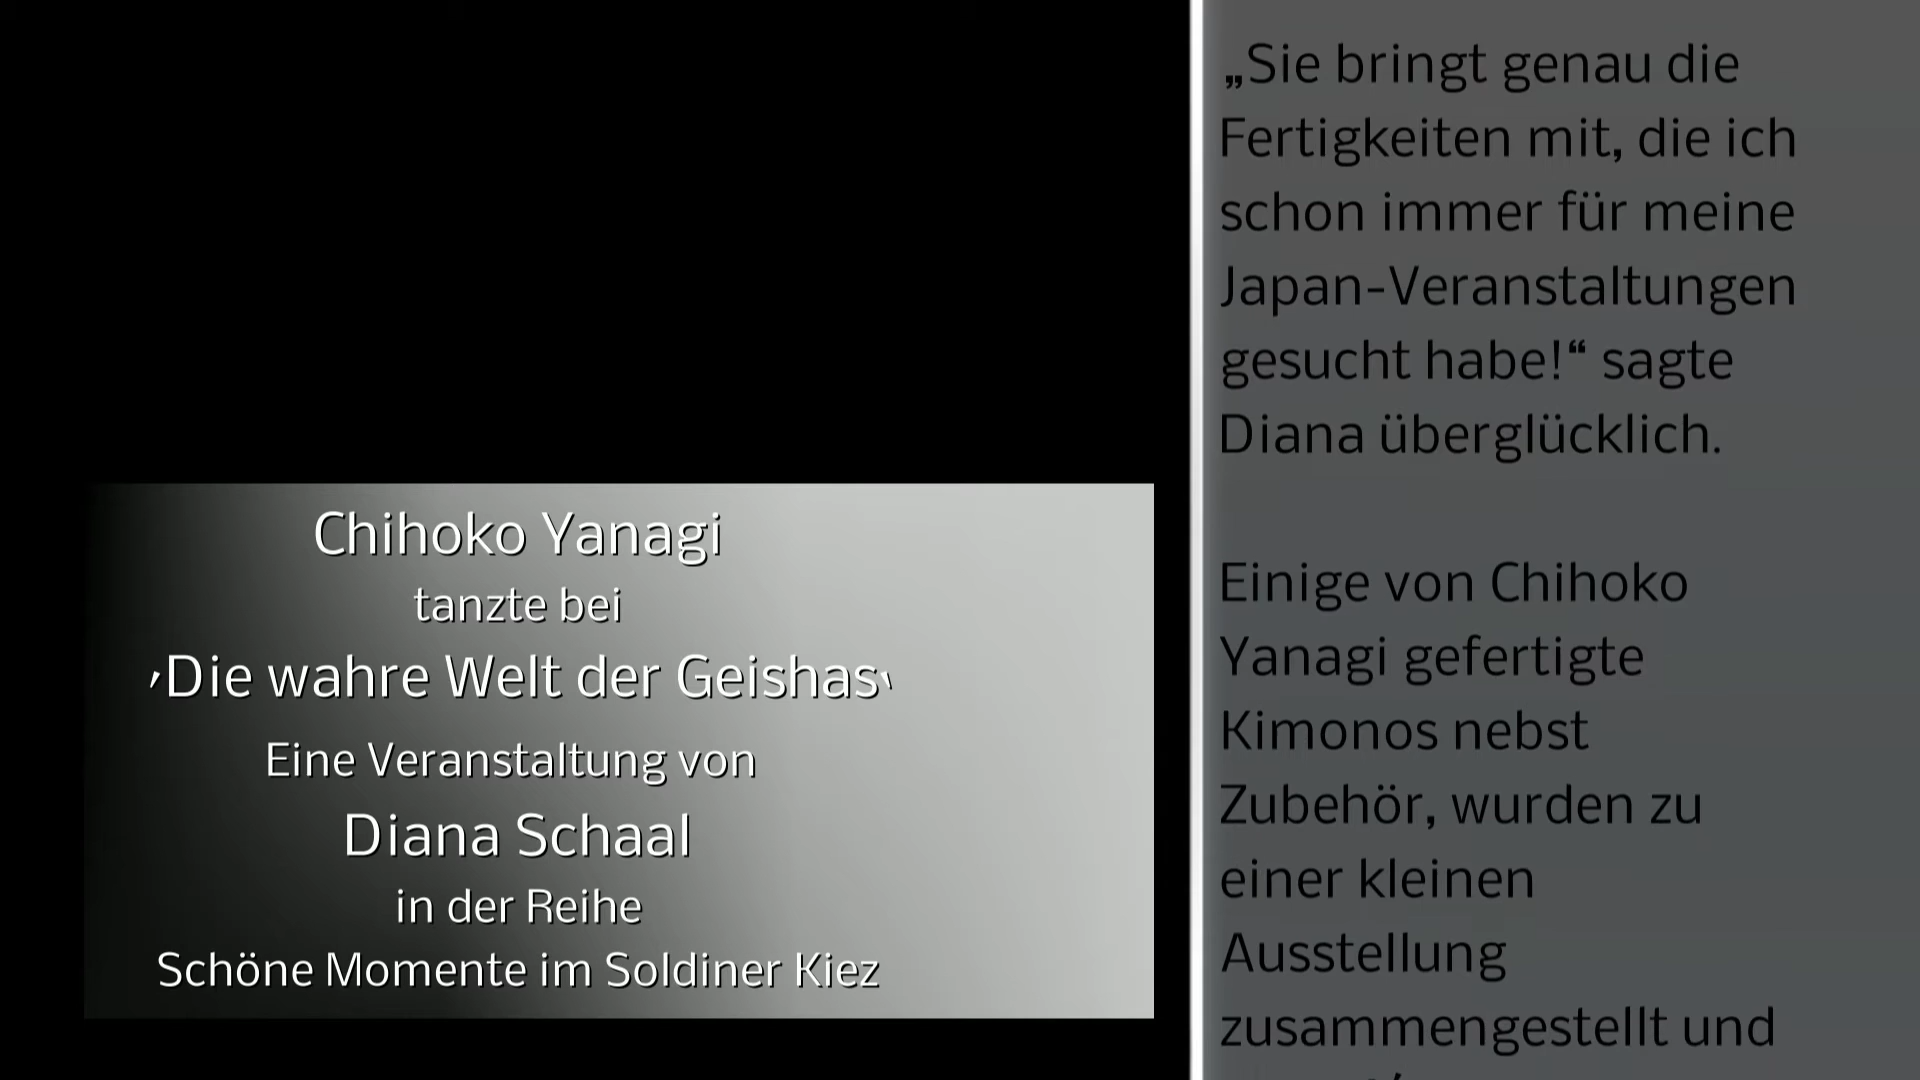 Chihoko Yanagi
tanzte bei
‚Die wahre Welt der Geishas‘
Eine Veranstaltung von
Diana Schaal
in der Reihe
Schöne Momente im Soldiner Kiez
„Sie bringt genau die
Fertigkeiten mit, die ich
schon immer für meine
Japan-Veranstaltungen
gesucht habe!“ sagte
Diana überglücklich.
Einige von Chihoko
Yanagi gefertigte
Kimonos nebst
Zubehör, wurden zu
einer kleinen
Ausstellung
zusammengestellt und